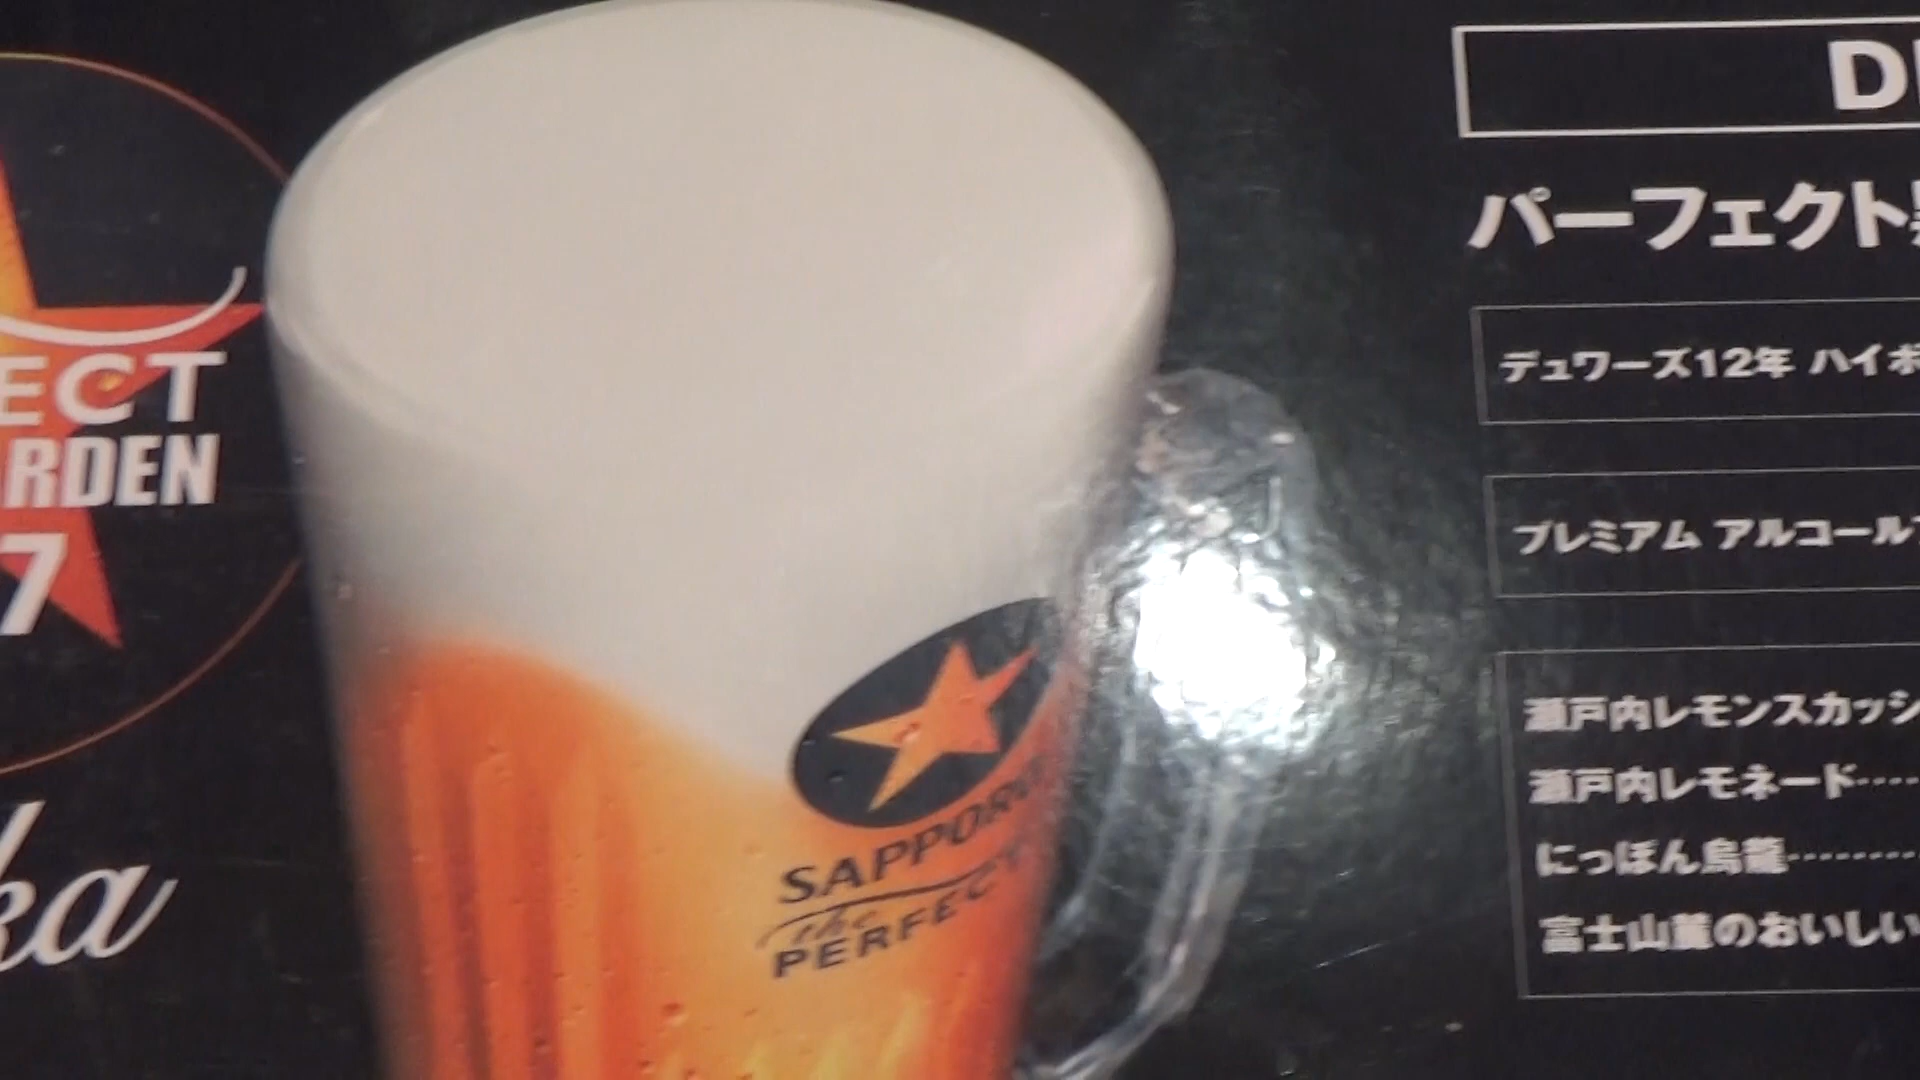 ECT
RDEN
7
ka
SAPPORO
the
PERFECT
D
パーフェクト
デュワーズ12年 ハイボ
プレミアム アルコール
瀬戸内レモンスカッシ
瀬戸内レモネード
にっぽん烏龍
富士山麓のおいしい